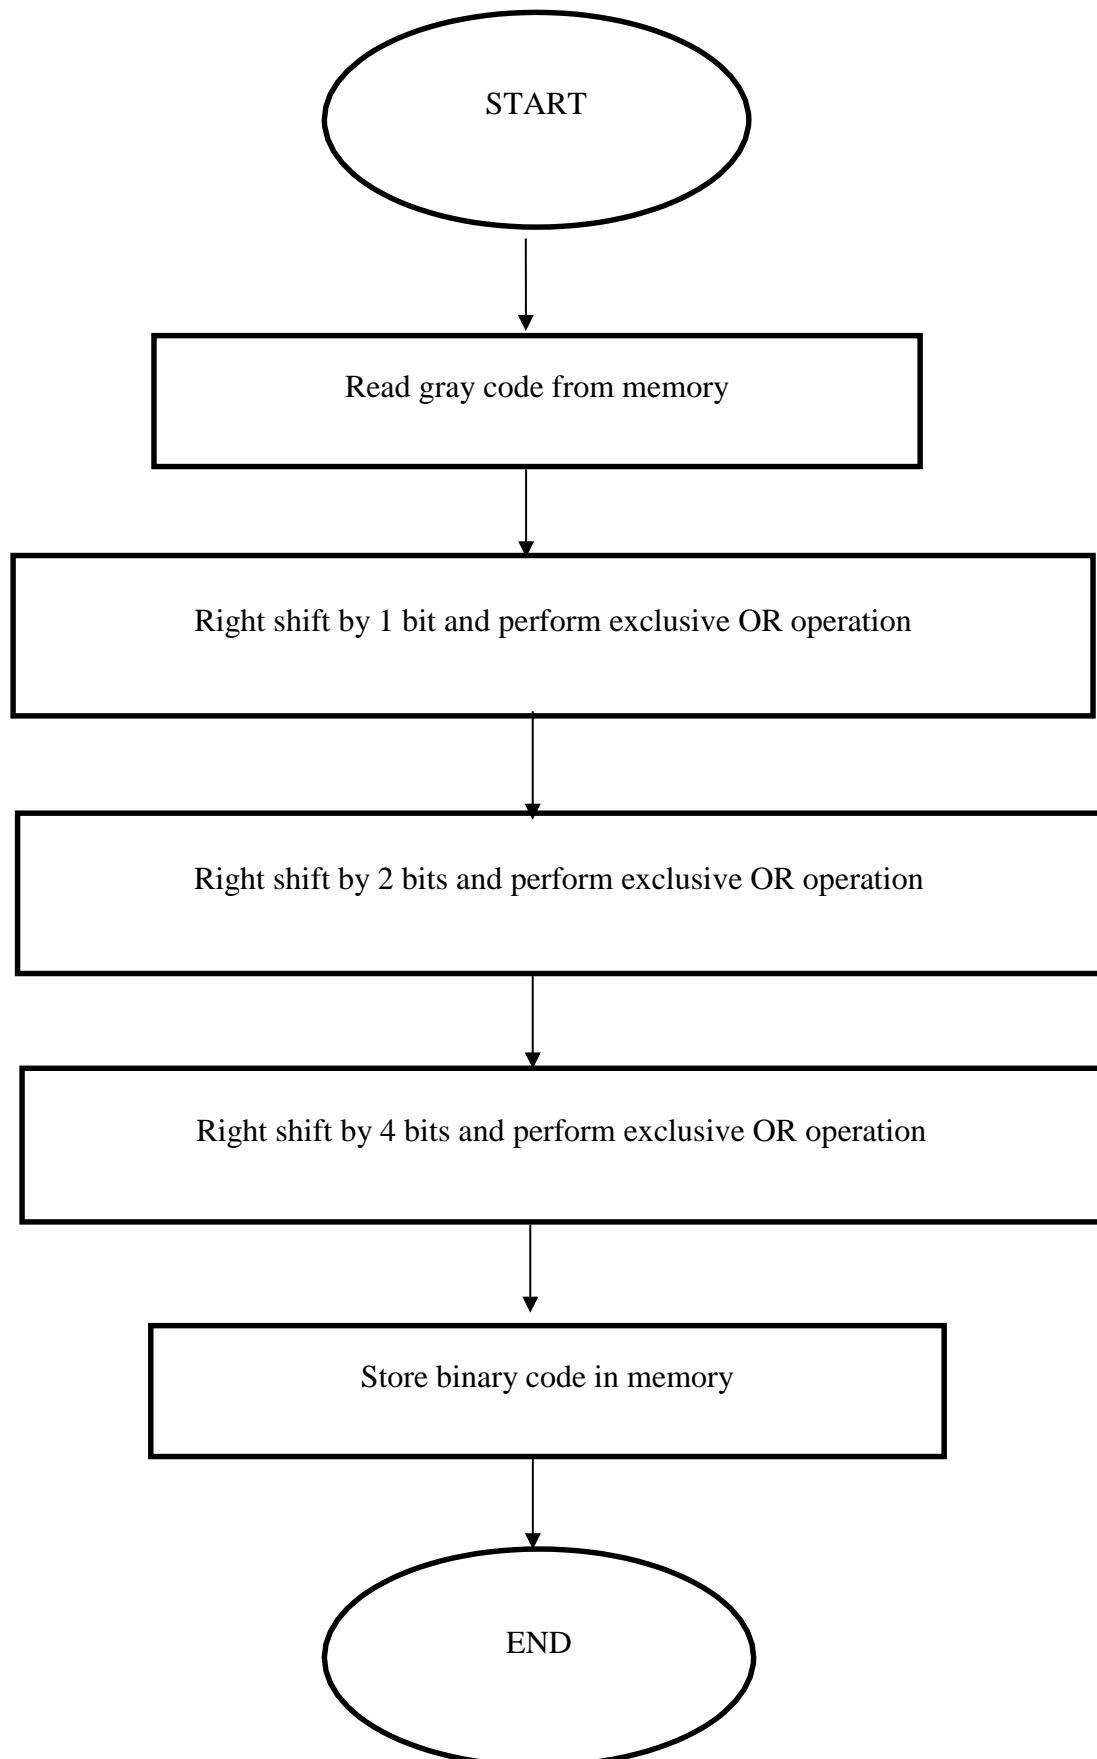 START
Read gray code from memory
Right shift by 1 bit and perform exclusive OR operation
Right shift by 2 bits and perform exclusive OR operation
Right shift by 4 bits and perform exclusive OR operation
Store binary code in memory
END